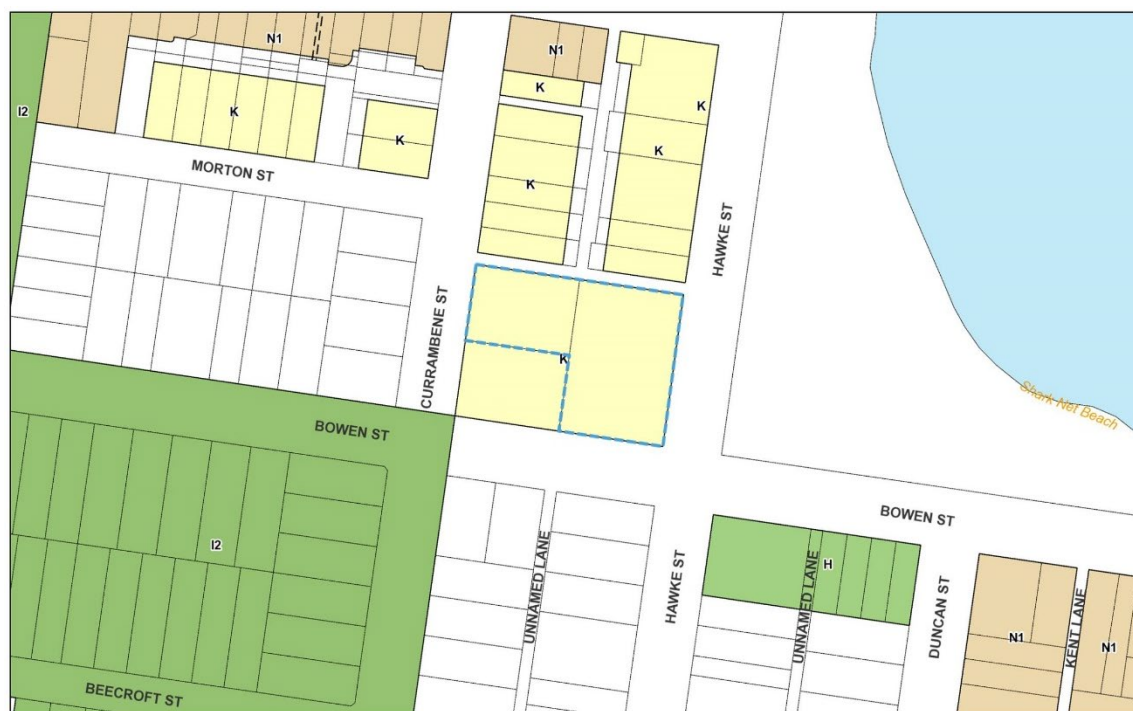 N1
N1
K
I2
K
K
K
K
K
MORTON ST
HAWKE ST
CURRAMBENE ST
K
Shark Net Beach
BOWEN ST
BOWEN ST
I2
UNNAMED LANE
HAWKE ST
UNNAMED LANE
H
DUNCAN ST
N1
KENT LANE
N1
BEECROFT ST